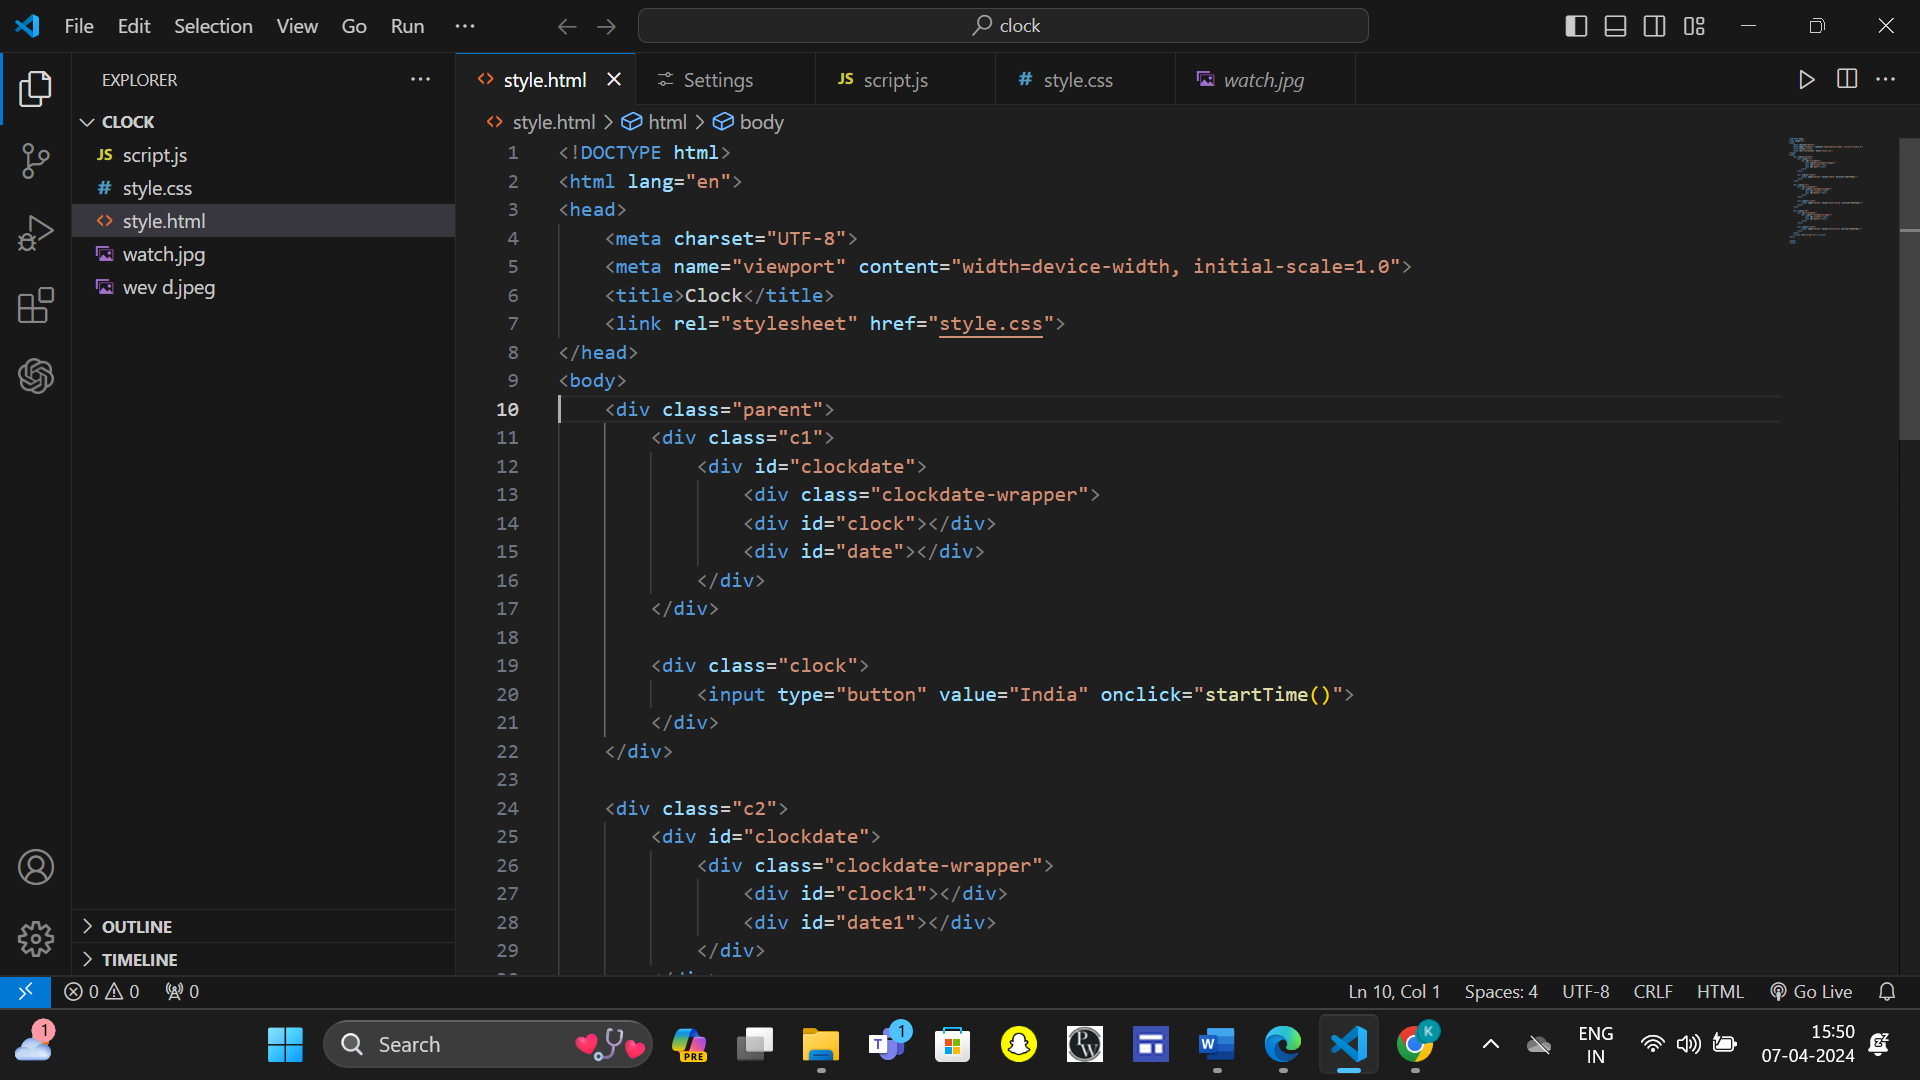 File Edit Selection View Go Run ···
clock
EXPLORER
style.html
Settings
JS script.js
# style.css
watch.jpg
CLOCK
JS script.js
# style.css
<> style.html
watch.jpg
wev d.jpeg
<> style.html > html > body
1 <!DOCTYPE html>
2 <html lang="en">
3 <head>
4 <meta charset="UTF-8">
5 <meta name="viewport" content="width=device-width, initial-scale=1.0">
6 <title>Clock</title>
7 <link rel="stylesheet" href="style.css">
8 </head>
9 <body>
10 <div class="parent">
11 <div class="c1">
12 <div id="clockdate">
13 <div class="clockdate-wrapper">
14 <div id="clock"></div>
15 <div id="date"></div>
16 </div>
17 </div>
18
19 <div class="clock">
20 <input type="button" value="India" onclick="startTime()">
21 </div>
22 </div>
23
24 <div class="c2">
25 <div id="clockdate">
26 <div class="clockdate-wrapper">
27 <div id="clock1"></div>
28 <div id="date1"></div>
29 </div>
OUTLINE
TIMELINE
0 0 0
Ln 10, Col 1 Spaces: 4 UTF-8 CRLF HTML Go Live
1
Search
PRE
T 1
PW
W
K
ENG
IN
15:50
07-04-2024